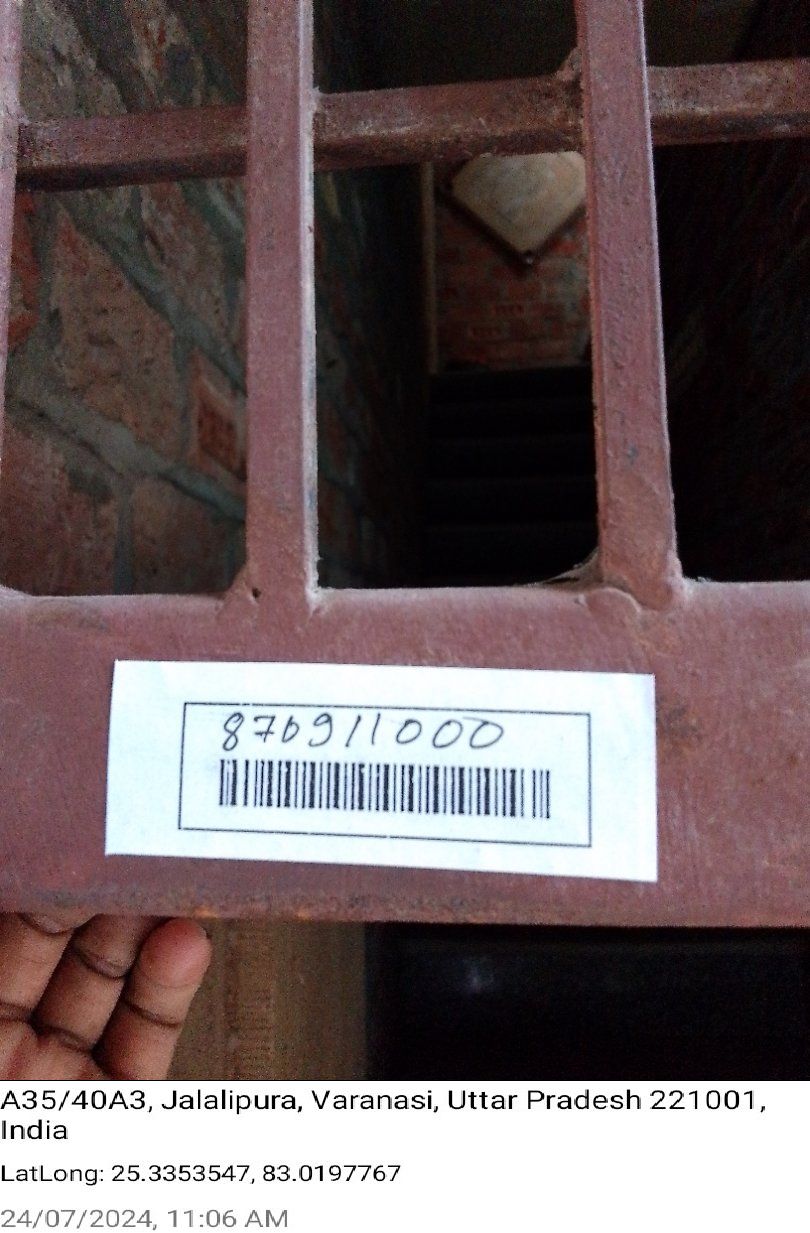 876911000
A35/40A3, Jalalipura, Varanasi, Uttar Pradesh 221001,
India
LatLong: 25.3353547, 83.0197767
24/07/2024, 11:06 AM